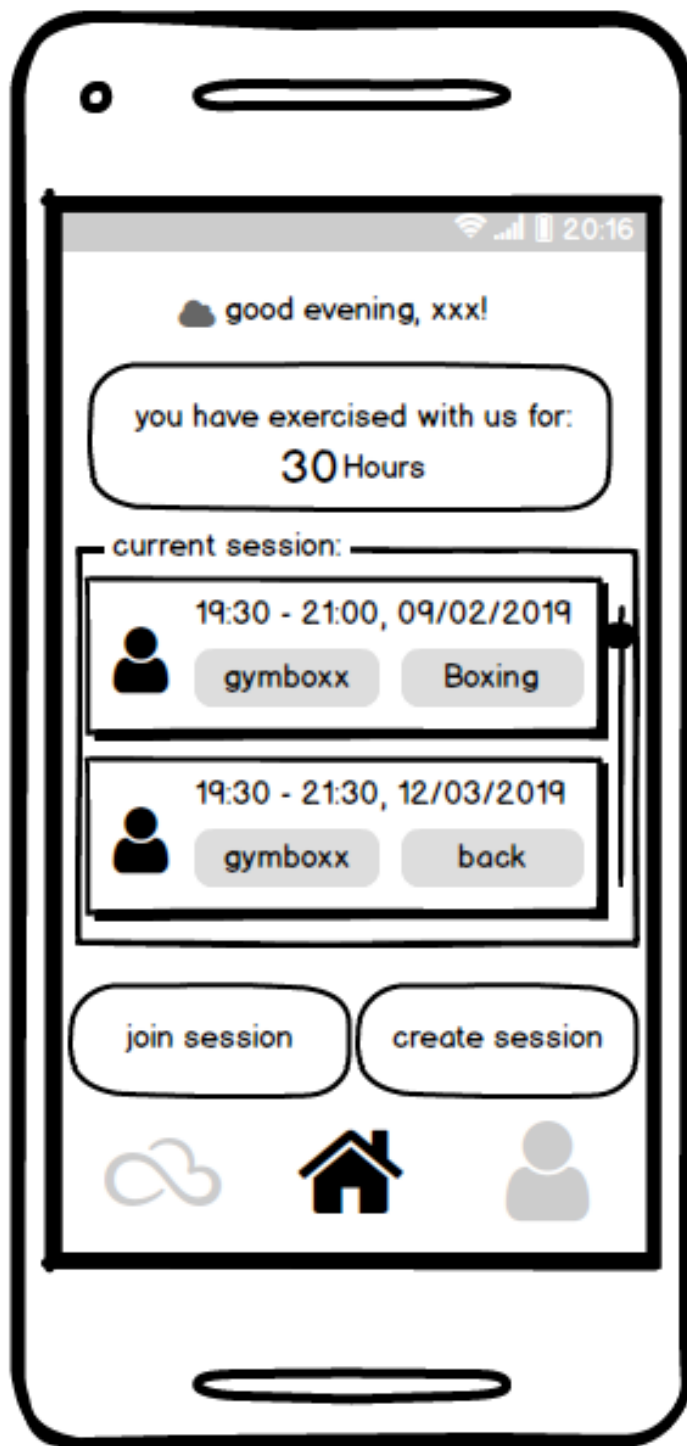 20:16
good evening, xxx!
you have exercised with us for:
30 Hours
current session:
19:30 - 21:00, 09/02/2019
gymboxx Boxing
19:30 - 21:30, 12/03/2019
gymboxx back
join session create session